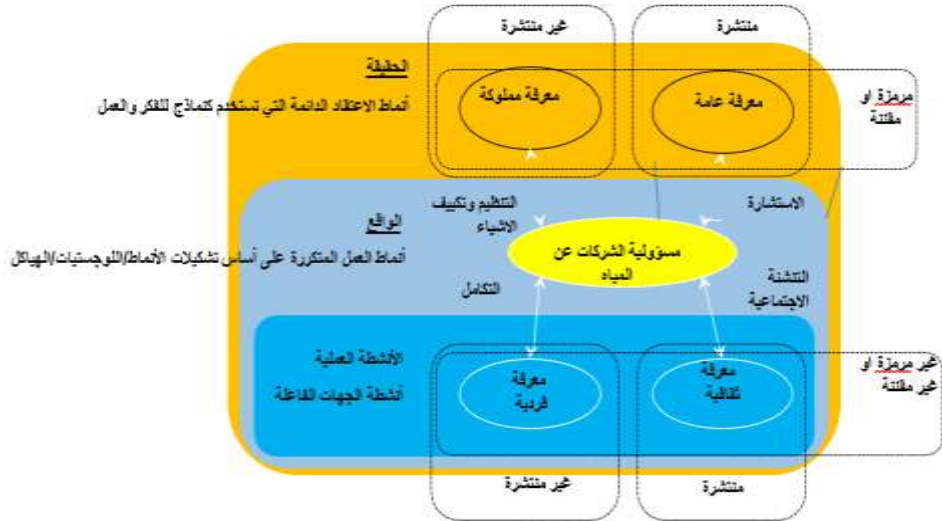 منتشرة
غير منتشرة
الحقيقة
أنماط الاعتقاد الدائمة التي تستخدم كنماذج للفكر والعمل
معرفة عامة
معرفة مملوكة
مرمزة او
مقننة
الاستشارة
التنظيم وتكييف
الاشياء
الواقع
أنماط العمل المتكررة على أساس تشكيلات الأنماط/اللوجستيات/الهياكل
مسؤولية الشركات عن
المياه
التنشئة
الاجتماعية
التكامل
الأنشطة العملية
أنشطة الجهات الفاعلة
معرفة
ثقافية
معرفة
فردية
غير مرمزة او
غير مقننة
منتشرة
غير منتشرة